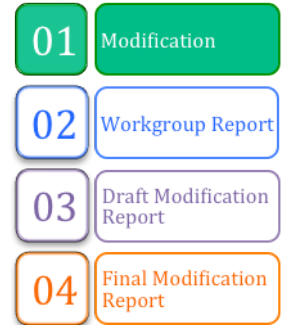 01 Modification
02 Workgroup Report
03 Draft Modification
Report
04 Final Modification
Report